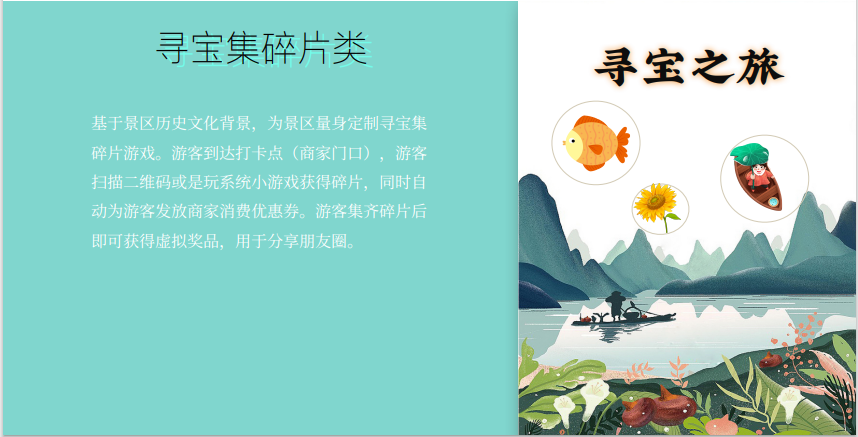 寻宝集碎片类
基于景区历史文化背景，为景区量身定制寻宝集
碎片游戏。游客到达打卡点（商家门口），游客
扫描二维码或是玩系统小游戏获得碎片，同时自
动为游客发放商家消费优惠券。游客集齐碎片后
即可获得虚拟奖品，用于分享朋友圈。
寻宝之旅